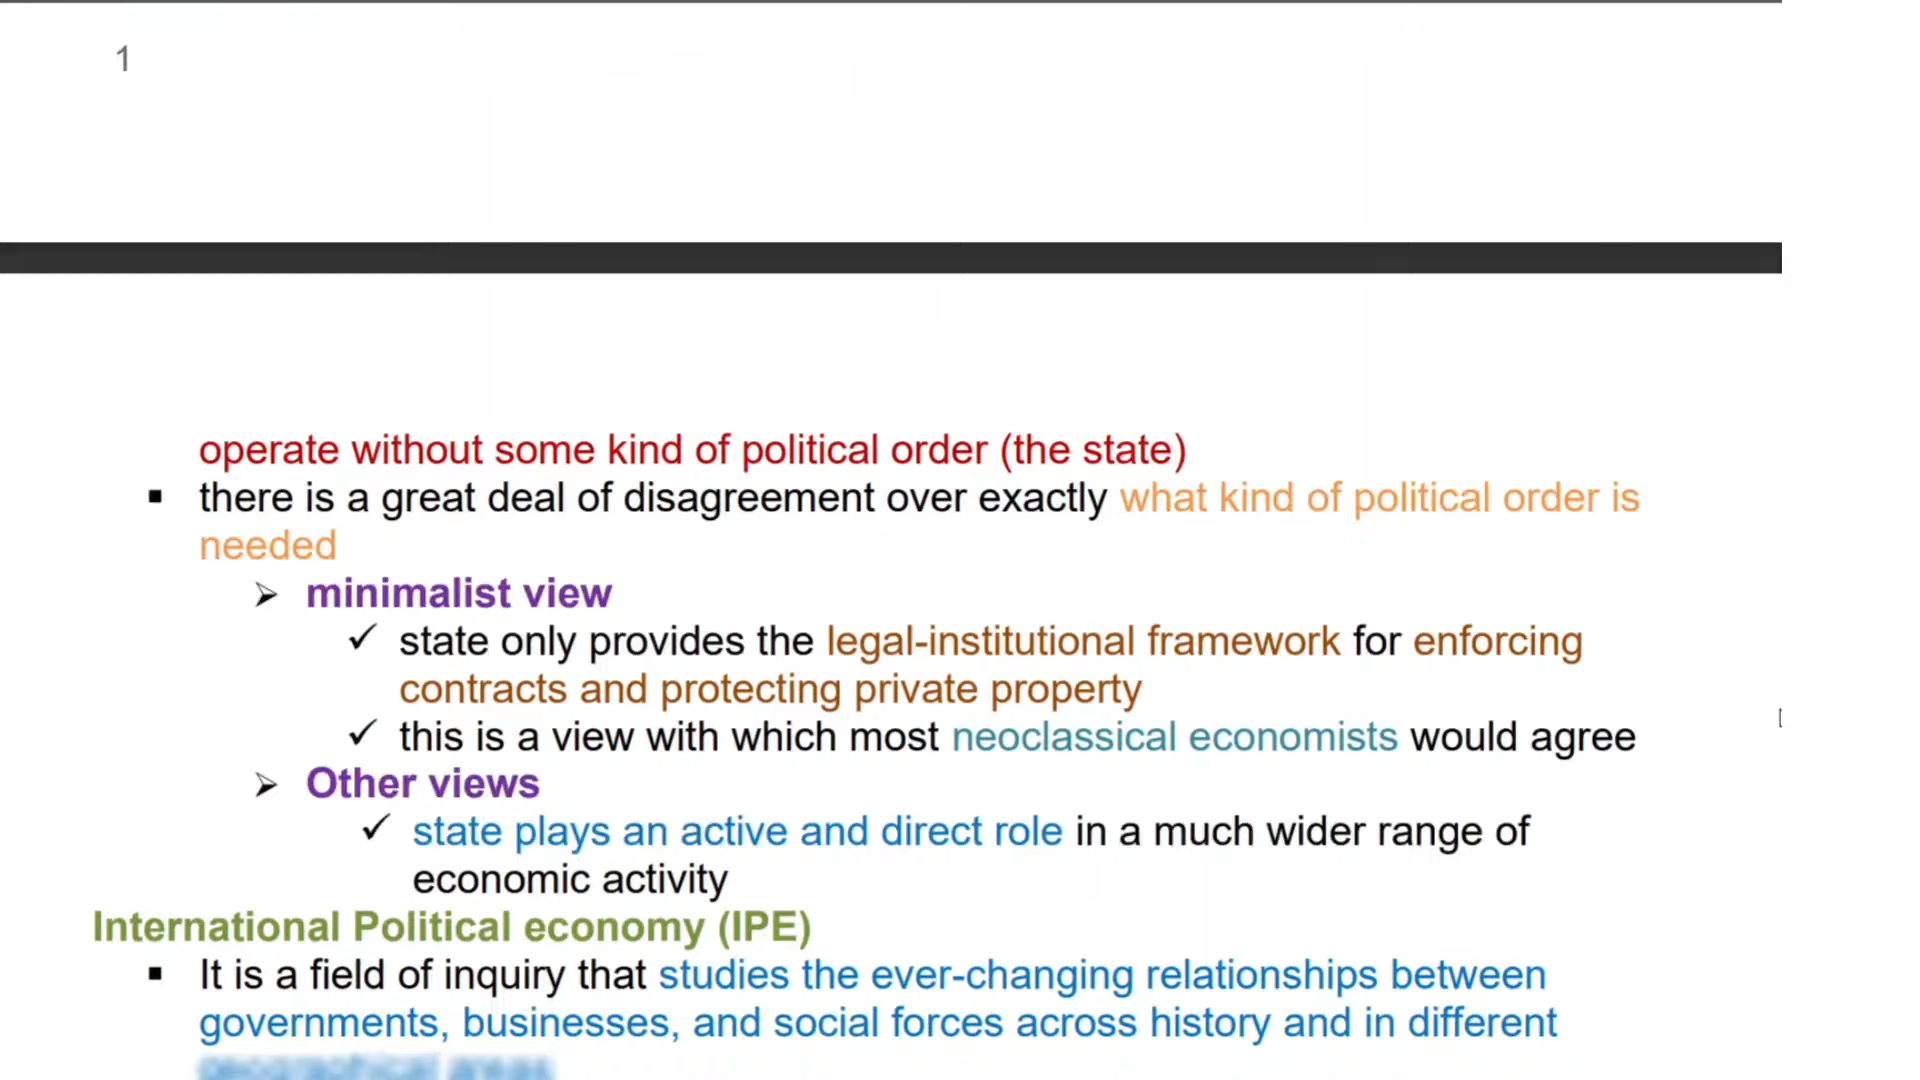 1
operate without some kind of political order (the state)
▪ there is a great deal of disagreement over exactly what kind of political order is
needed
➢ minimalist view
✓ state only provides the legal-institutional framework for enforcing
contracts and protecting private property
✓ this is a view with which most neoclassical economists would agree
➢ Other views
✓ state plays an active and direct role in a much wider range of
economic activity
International Political economy (IPE)
▪ It is a field of inquiry that studies the ever-changing relationships between
governments, businesses, and social forces across history and in different